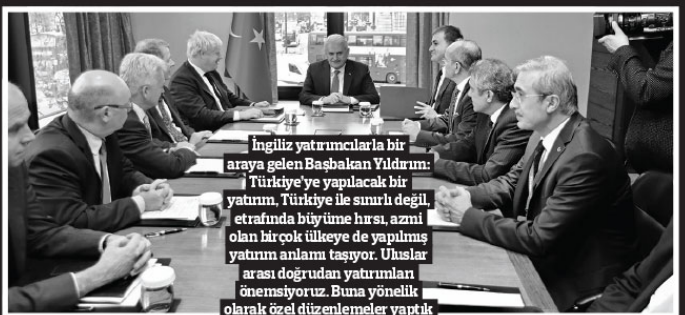 İngiliz yatırımcılarla bir
araya gelen Başbakan Yıldırım:
Türkiye'ye yapılacak bir
yatırım, Türkiye ile sınırlı değil,
etrafında büyüme hırsı, azmi
olan birçok ülkeye de yapılmış
yatırım anlamı taşıyor. Uluslar
arası doğrudan yatırımları
önemsiyoruz. Buna yönelik
olarak özel düzenlemeler yaptık